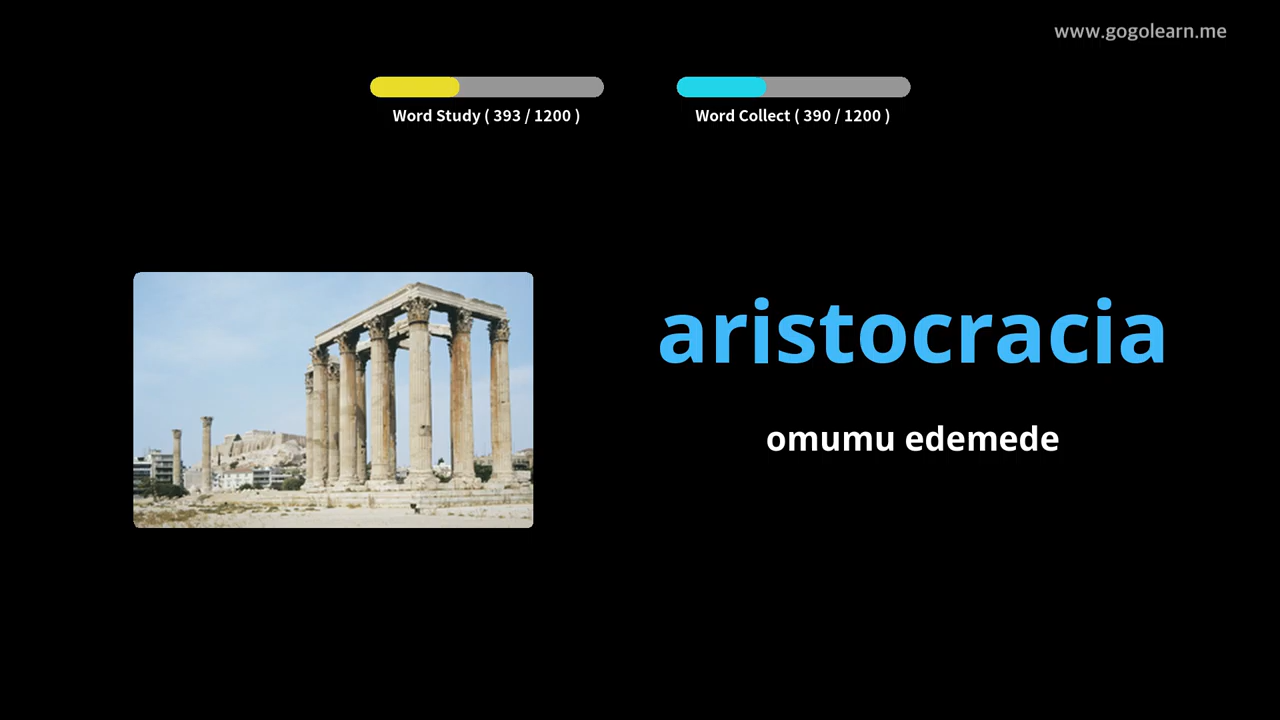 www.gogolearn.me
Word Study ( 393 / 1200 )
Word Collect ( 390 / 1200 )
aristocracia
omumu edemede